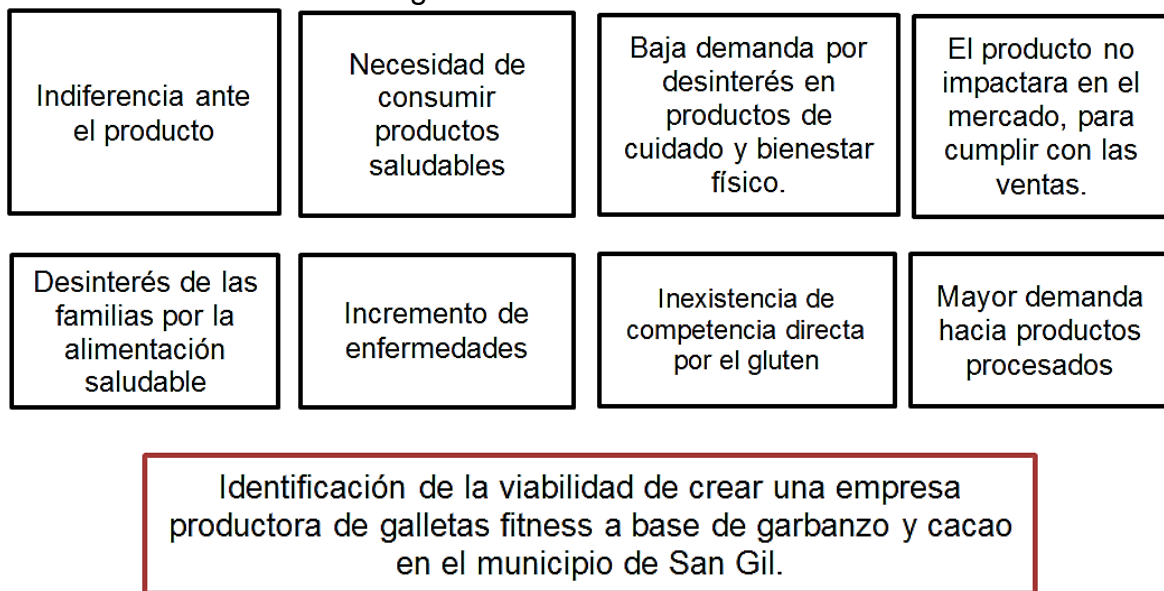 Indiferencia ante
el producto
Necesidad de
consumir
productos
saludables
Baja demanda por
desinterés en
productos de
cuidado y bienestar
físico.
El producto no
impactara en el
mercado, para
cumplir con las
ventas.
Desinterés de las
familias por la
alimentación
saludable
Incremento de
enfermedades
Inexistencia de
competencia directa
por el gluten
Mayor demanda
hacia productos
procesados
Identificación de la viabilidad de crear una empresa
productora de galletas fitness a base de garbanzo y cacao
en el municipio de San Gil.